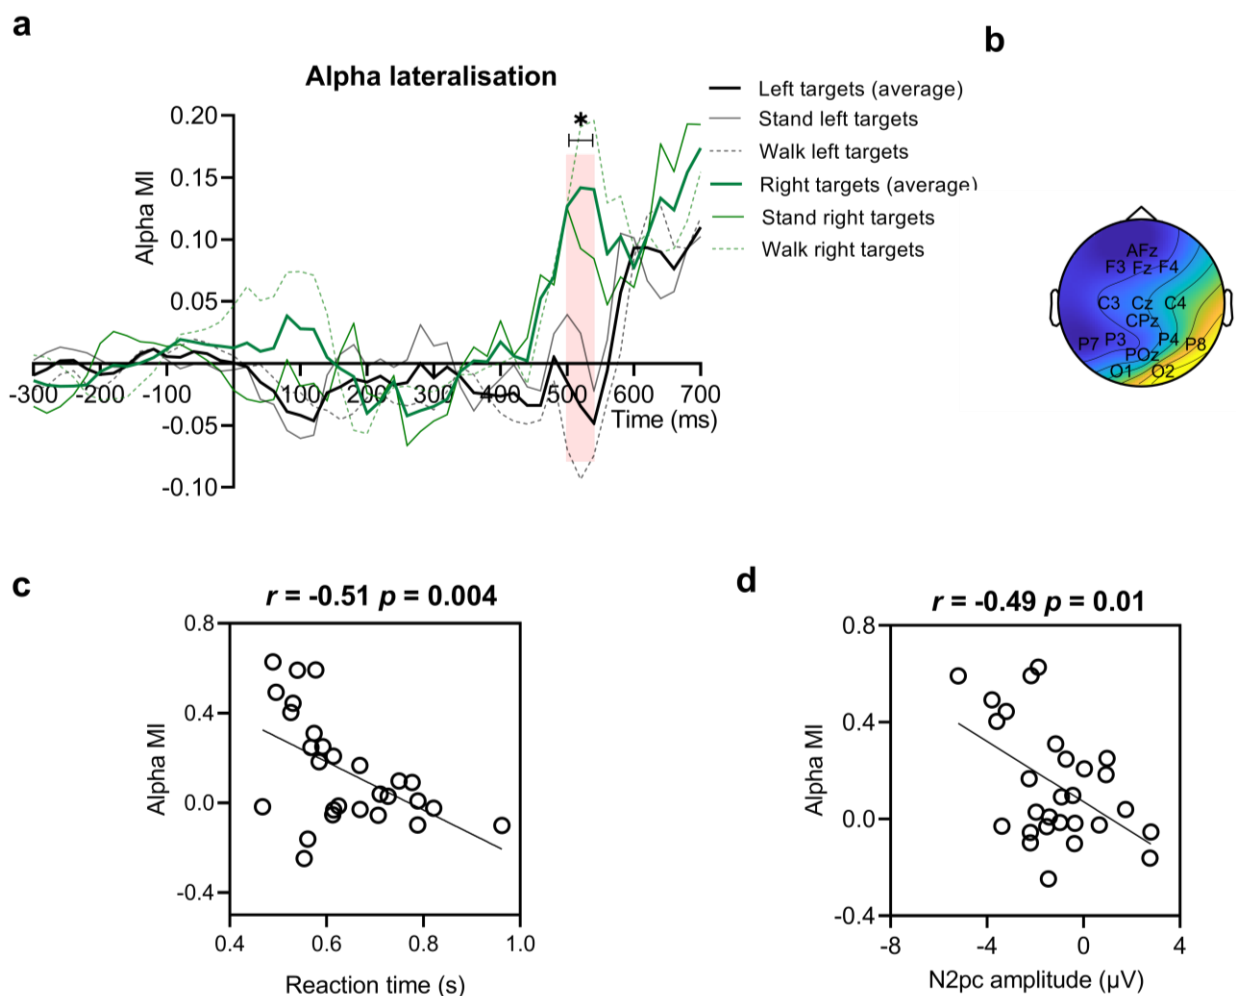 a
b
Alpha lateralisation
Left targets (average)
Stand left targets
Walk left targets
Right targets (average)
Stand right targets
Walk right targets
*
0.20
0.15
0.10
0.05
-0.05
-0.10
Alpha MI
-300 -200 -100 100 200 300 400 500 600 700
Time (ms)
AFz
F3 Fz F4
C3 Cz C4
CPz
P7 P3 P4 P8
POz
O1 O2
c
r = -0.51 p = 0.004
0.8
0.4
0.0
-0.4
Alpha MI
0.4 0.6 0.8 1.0
Reaction time (s)
d
r = -0.49 p = 0.01
0.8
0.4
0.0
-0.4
Alpha MI
-8 -4 0 4
N2pc amplitude (µV)